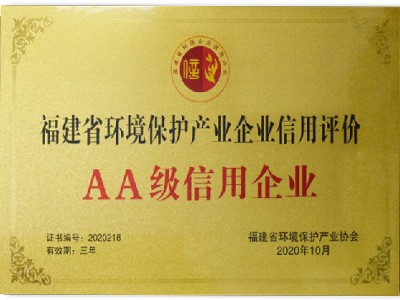 信
福建省环境保护产业企业信用评价
AA级信用企业
证书编号：2020218
有效期：三年
福建省环境保护产业协会
2020年10月